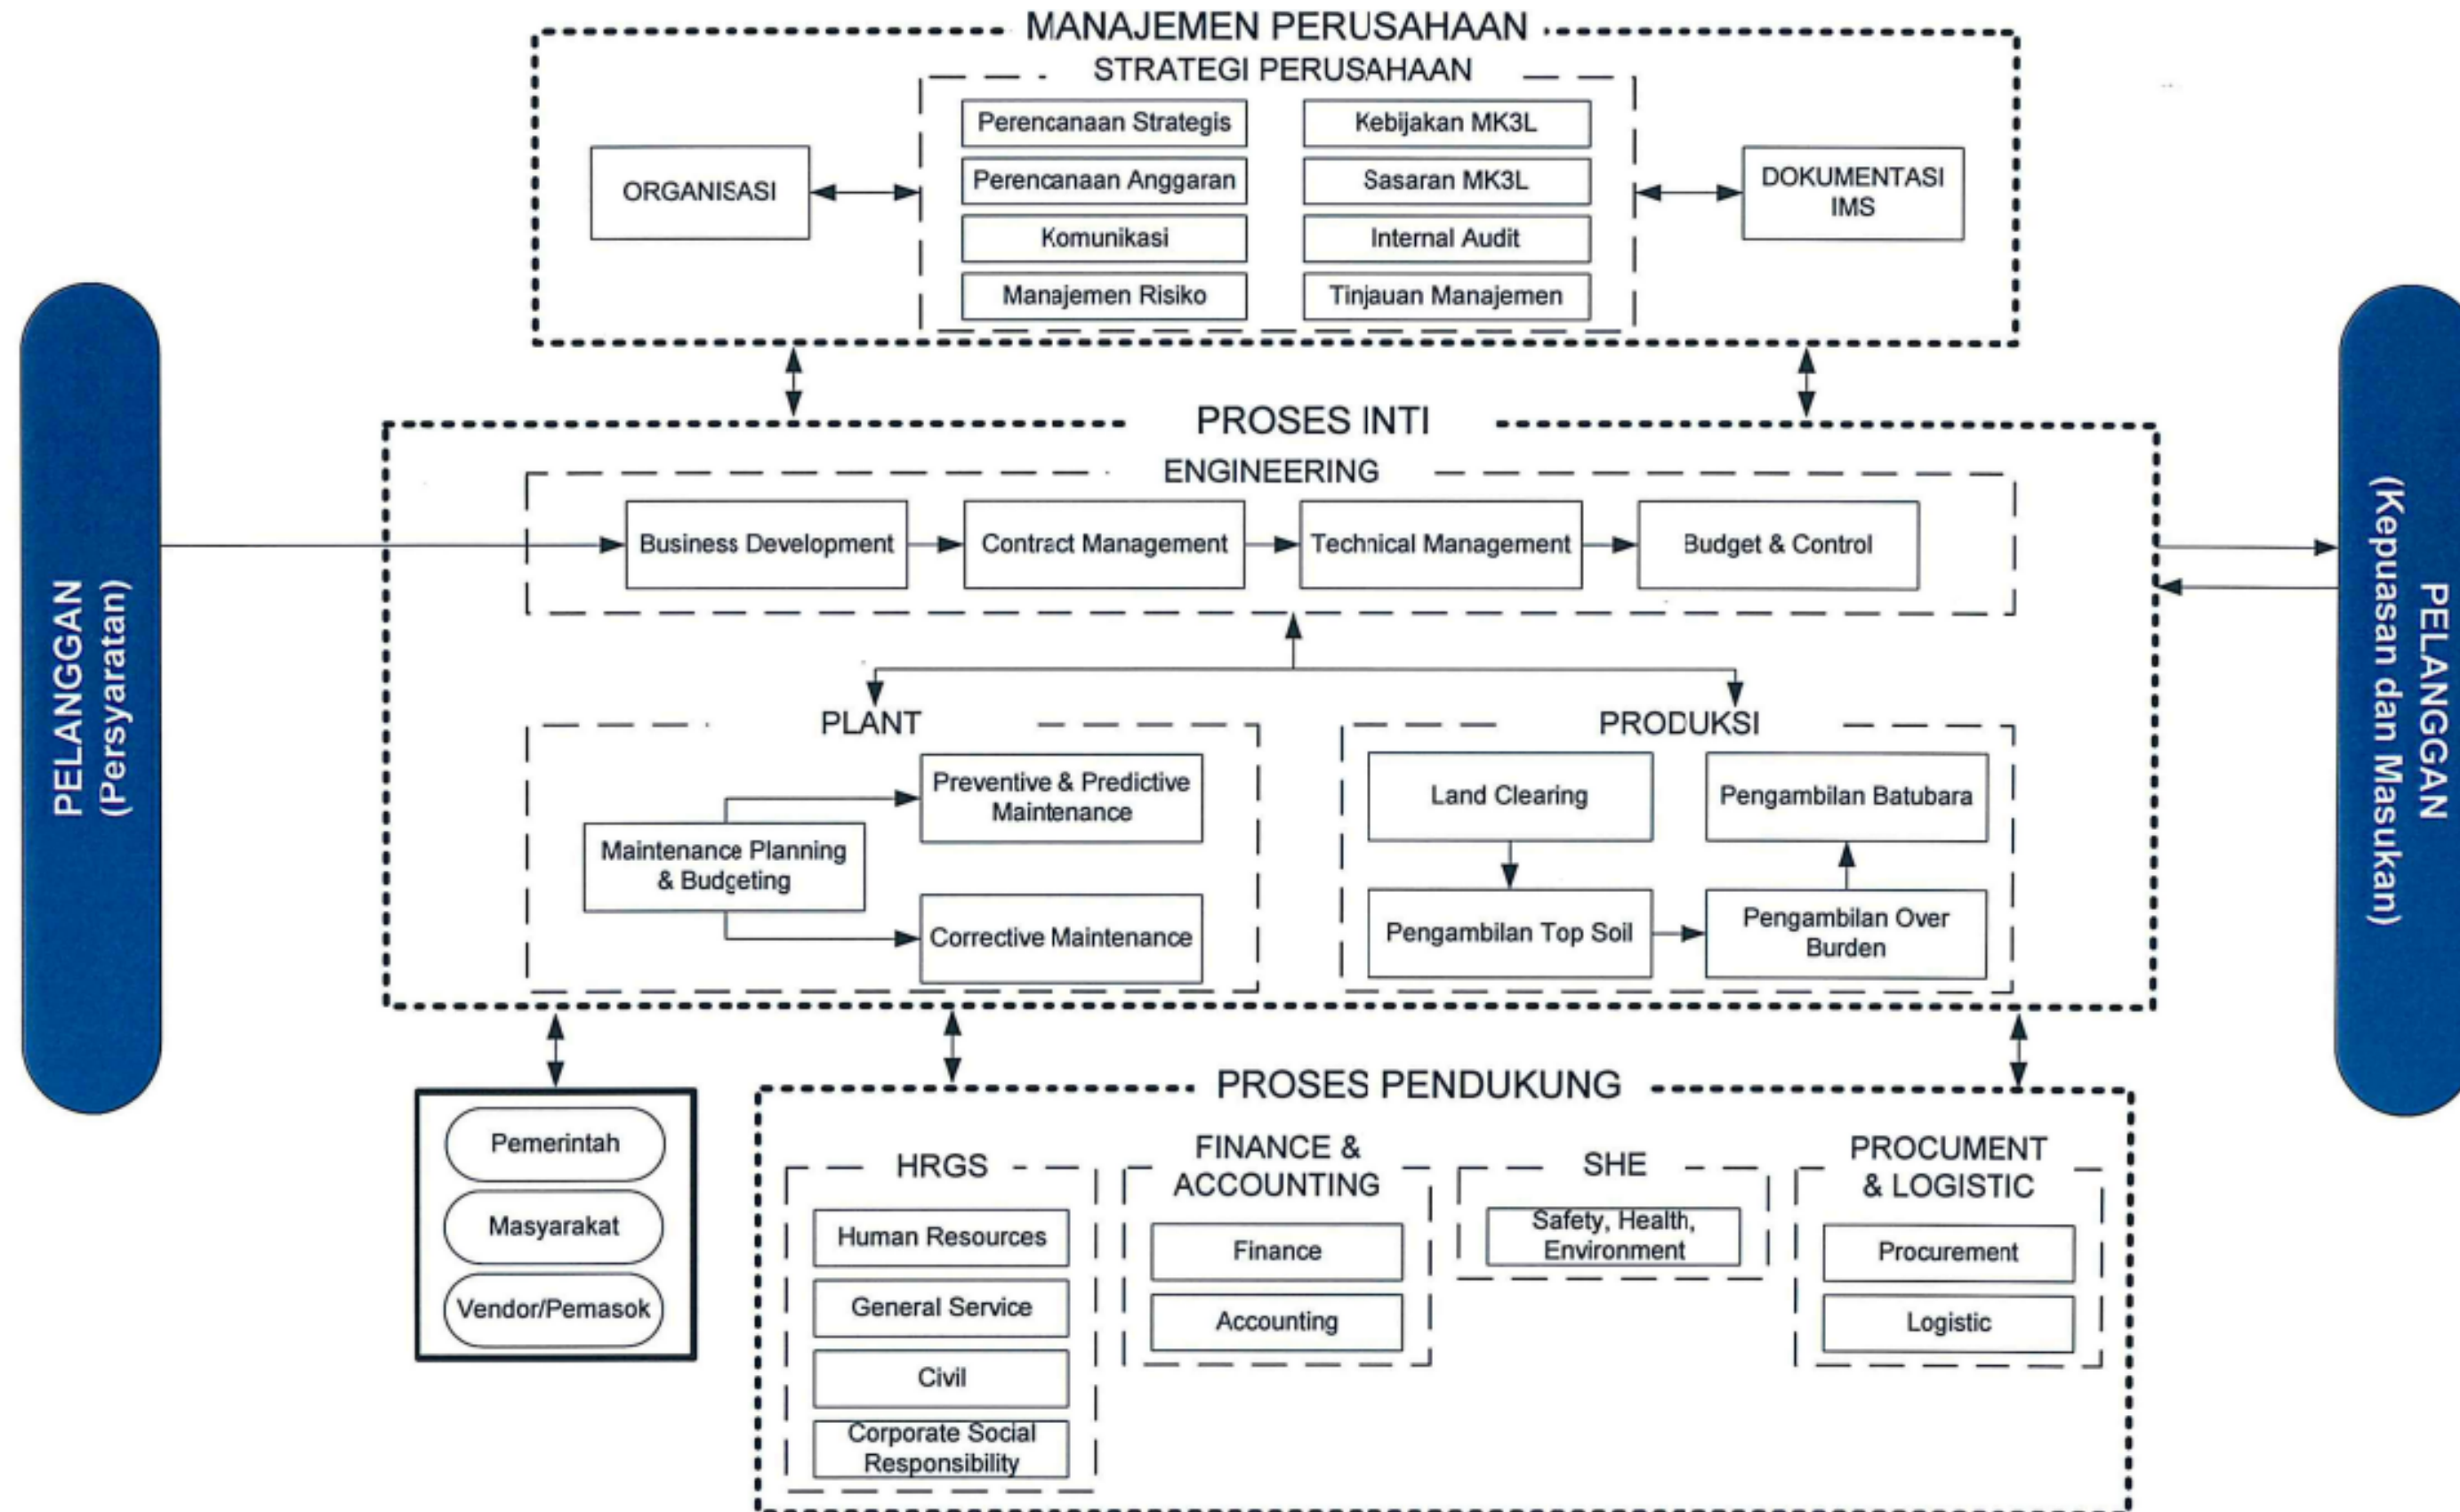 MANAJEMEN PERUSAHAAN
STRATEGI PERUSAHAAN
ORGANISASI
Perencanaan Strategis
Perencanaan Anggaran
Komunikasi
Manajemen Risiko
Kebijakan MK3L
Sasaran MK3L
Internal Audit
Tinjauan Manajemen
DOKUMENTASI
IMS
PELANGGAN
(Persyaratan)
PROSES INTI
ENGINEERING
Business Development
Contract Management
Technical Management
Budget & Control
PLANT
Maintenance Planning
& Budgeting
Preventive & Predictive
Maintenance
Corrective Maintenance
PRODUKSI
Land Clearing
Pengambilan Top Soil
Pengambilan Over
Burden
Pengambilan Batubara
PELANGGAN
(Kepuasan dan Masukan)
Pemerintah
Masyarakat
Vendor/Pemasok
PROSES PENDUKUNG
HRGS
Human Resources
General Service
Civil
Corporate Social
Responsibility
FINANCE &
ACCOUNTING
Finance
Accounting
SHE
Safety, Health,
Environment
PROCUMENT
& LOGISTIC
Procurement
Logistic